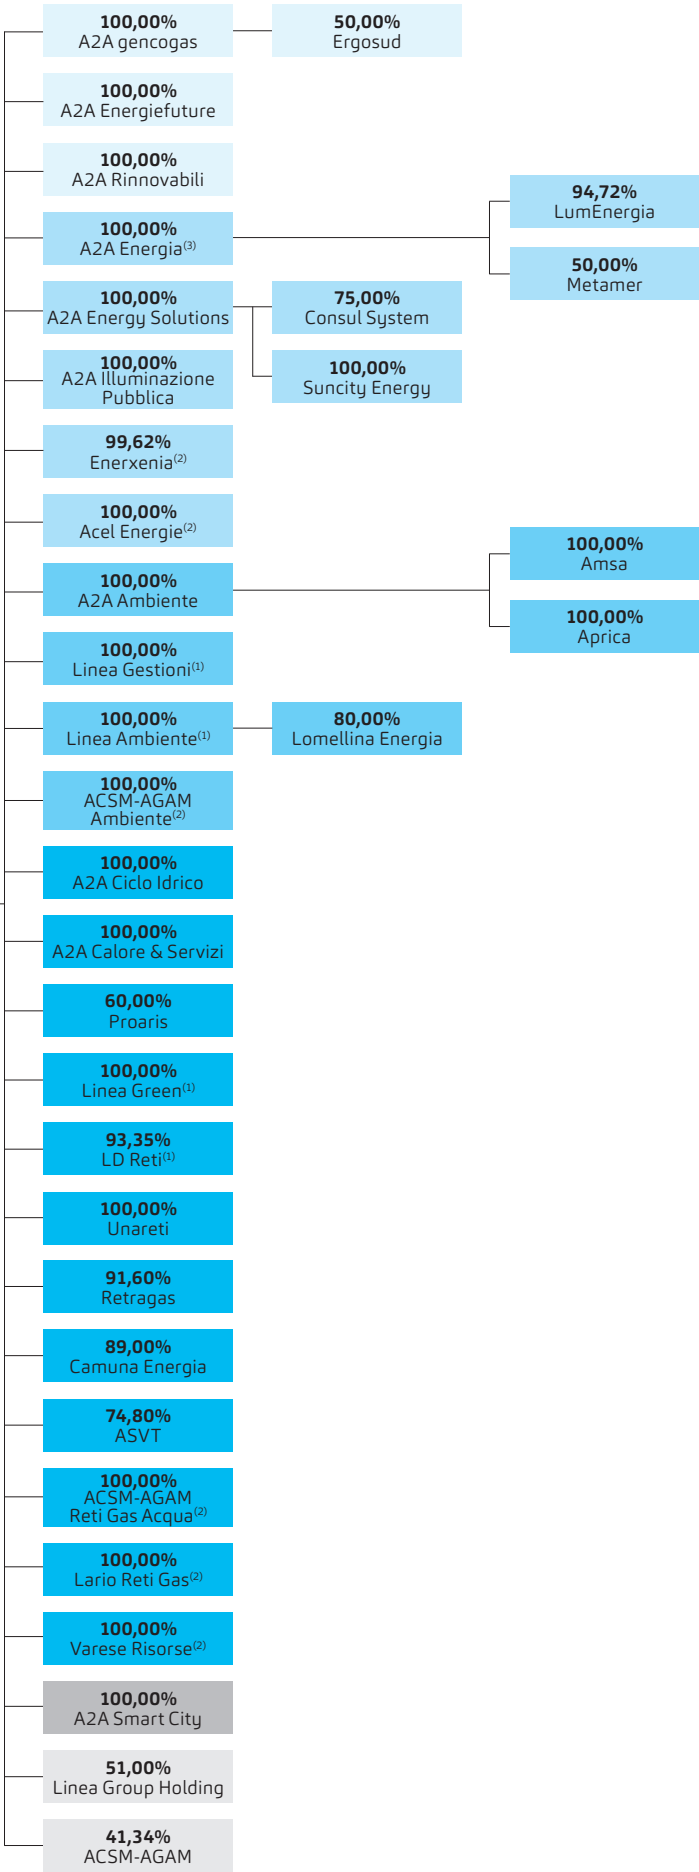 100,00%
A2A gencogas
50,00%
Ergosud
100,00%
A2A Energiefuture
100,00%
A2A Rinnovabili
94,72%
LumEnergia
100,00%
A2A Energia(3)
50,00%
Metamer
100,00%
A2A Energy Solutions
75,00%
Consul System
100,00%
Suncity Energy
100,00%
A2A Illuminazione
Pubblica
99,62%
Enerxenia(2)
100,00%
Acel Energie(2)
100,00%
Amsa
100,00%
A2A Ambiente
100,00%
Aprica
100,00%
Linea Gestioni(1)
100,00%
Linea Ambiente(1)
80,00%
Lomellina Energia
100,00%
ACSM-AGAM
Ambiente(2)
100,00%
A2A Ciclo Idrico
100,00%
A2A Calore & Servizi
60,00%
Proaris
100,00%
Linea Green(1)
93,35%
LD Reti(1)
100,00%
Unareti
91,60%
Retragas
89,00%
Camuna Energia
74,80%
ASVT
100,00%
ACSM-AGAM
Reti Gas Acqua(2)
100,00%
Lario Reti Gas(2)
100,00%
Varese Risorse(2)
100,00%
A2A Smart City
51,00%
Linea Group Holding
41,34%
ACSM-AGAM